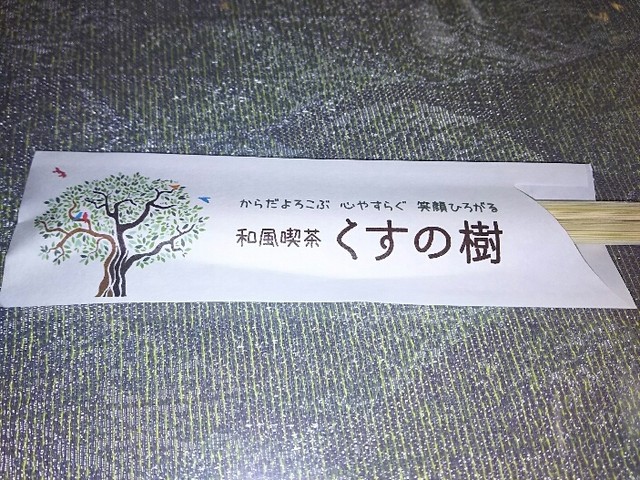 からだよろこぶ 心やすらぐ 笑顔ひろがる
和風喫茶 くすの樹